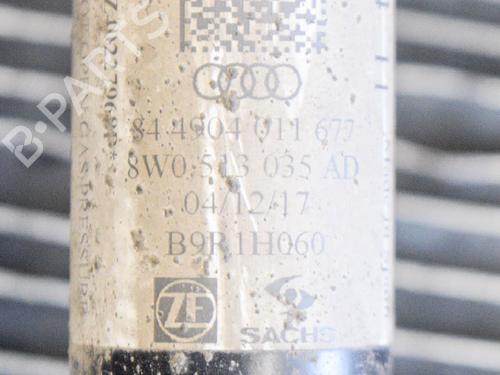 84 4904 011 677
8W0 513 035 AD
04/12/17
B9R1H060
ZF
SACHS
B-PARTS